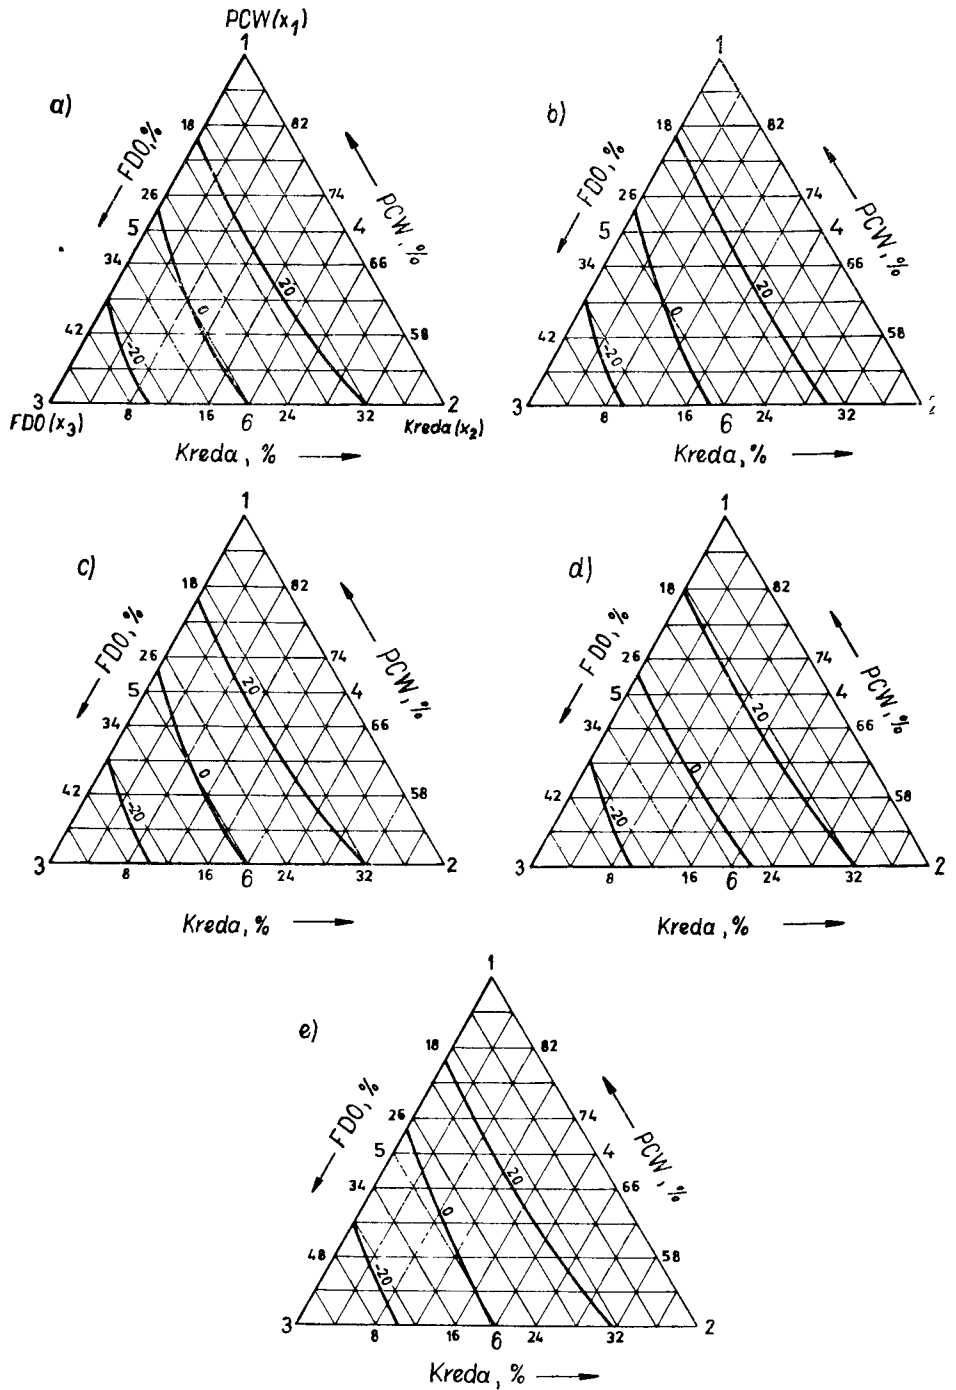 PCW(x₁)
1
a)
18 82
FDO, %
PCW, %
26 74
5 4
34 66
20
0
42 58
-20
3 2
8 16 24 32
6
FDO(x₃)
Kreda(x₂)
Kreda, %
1
b)
18 82
FDO, %
PCW, %
26 74
5 4
34 66
20
0
42 58
-20
3
8 16 24 32
6
Kreda, %
1
c)
18 82
FDO, %
PCW, %
26 74
5 4
20
34 66
0
42 58
-20
3 2
8 16 24 32
6
Kreda, %
1
d)
18 82
FDO, %
PCW, %
26 74
5 4
20
34 66
0
42 58
-20
3 2
8 16 24 32
6
Kreda, %
1
e)
18 82
FDO, %
PCW, %
26 74
5 4
20
34 66
0
48 58
-20
3 2
8 16 24 32
6
Kreda, %